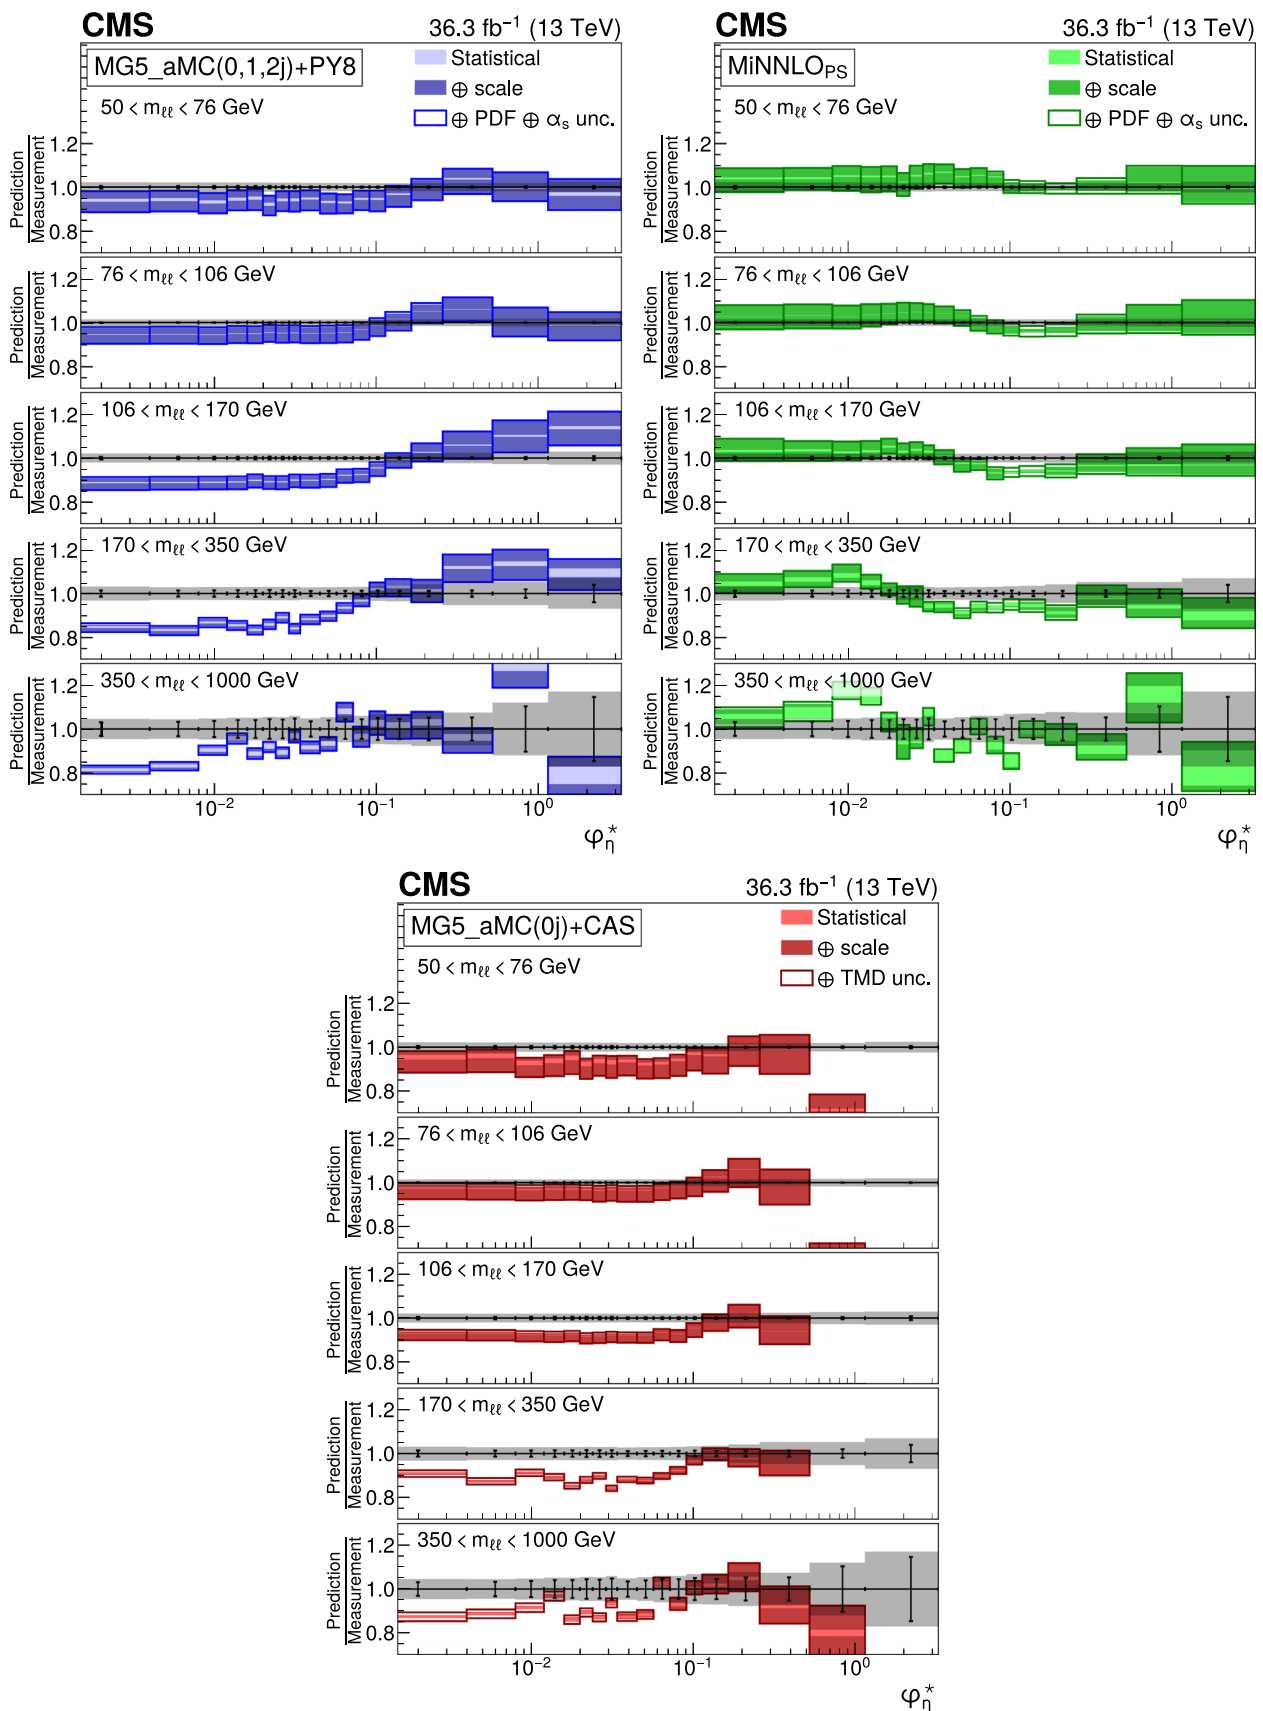 CMS 36.3 fb⁻¹ (13 TeV)
MG5_aMC(0,1,2j)+PY8
Statistical
⊕ scale
⊕ PDF ⊕ αₛ unc.
50 < mℓℓ < 76 GeV
Prediction
Measurement
1.2
1.0
0.8
76 < mℓℓ < 106 GeV
Prediction
Measurement
1.2
1.0
0.8
106 < mℓℓ < 170 GeV
Prediction
Measurement
1.2
1.0
0.8
170 < mℓℓ < 350 GeV
Prediction
Measurement
1.2
1.0
0.8
350 < mℓℓ < 1000 GeV
Prediction
Measurement
1.2
1.0
0.8
10⁻² 10⁻¹ 10⁰
φη*
CMS 36.3 fb⁻¹ (13 TeV)
MiNNLOPS
Statistical
⊕ scale
⊕ PDF ⊕ αₛ unc.
50 < mℓℓ < 76 GeV
Prediction
Measurement
1.2
1.0
0.8
76 < mℓℓ < 106 GeV
Prediction
Measurement
1.2
1.0
0.8
106 < mℓℓ < 170 GeV
Prediction
Measurement
1.2
1.0
0.8
170 < mℓℓ < 350 GeV
Prediction
Measurement
1.2
1.0
0.8
350 < mℓℓ < 1000 GeV
Prediction
Measurement
1.2
1.0
0.8
10⁻² 10⁻¹ 10⁰
φη*
CMS 36.3 fb⁻¹ (13 TeV)
MG5_aMC(0j)+CAS
Statistical
⊕ scale
⊕ TMD unc.
50 < mℓℓ < 76 GeV
Prediction
Measurement
1.2
1.0
0.8
76 < mℓℓ < 106 GeV
Prediction
Measurement
1.2
1.0
0.8
106 < mℓℓ < 170 GeV
Prediction
Measurement
1.2
1.0
0.8
170 < mℓℓ < 350 GeV
Prediction
Measurement
1.2
1.0
0.8
350 < mℓℓ < 1000 GeV
Prediction
Measurement
1.2
1.0
0.8
10⁻² 10⁻¹ 10⁰
φη*